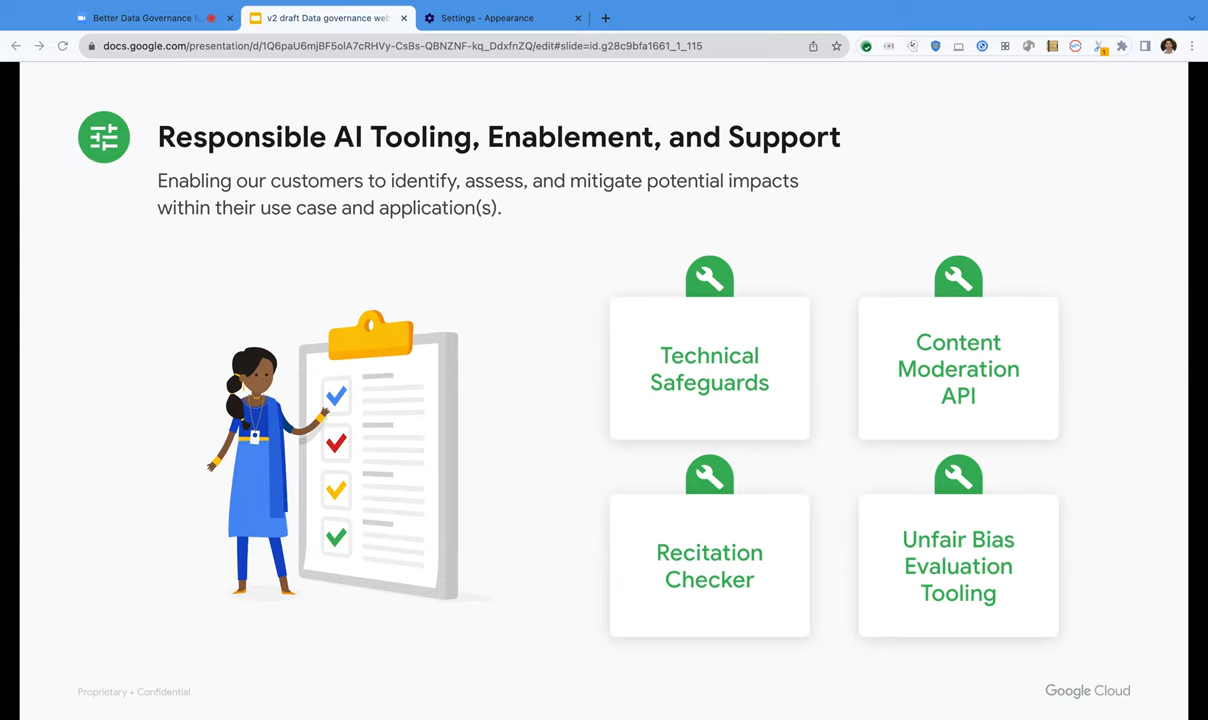 Better Data Governance
v2 draft Data governance web
Settings - Appearance
docs.google.com/presentation/d/1Q6paU6mjBF5olA7cRHVy-CsBs-QBNZNF-kq_DdxfnZQ/edit#slide=id.g28c9bfa1661_1_115
Responsible AI Tooling, Enablement, and Support
Enabling our customers to identify, assess, and mitigate potential impacts
within their use case and application(s).
Technical
Safeguards
Content
Moderation
API
Recitation
Checker
Unfair Bias
Evaluation
Tooling
Proprietary + Confidential
Google Cloud